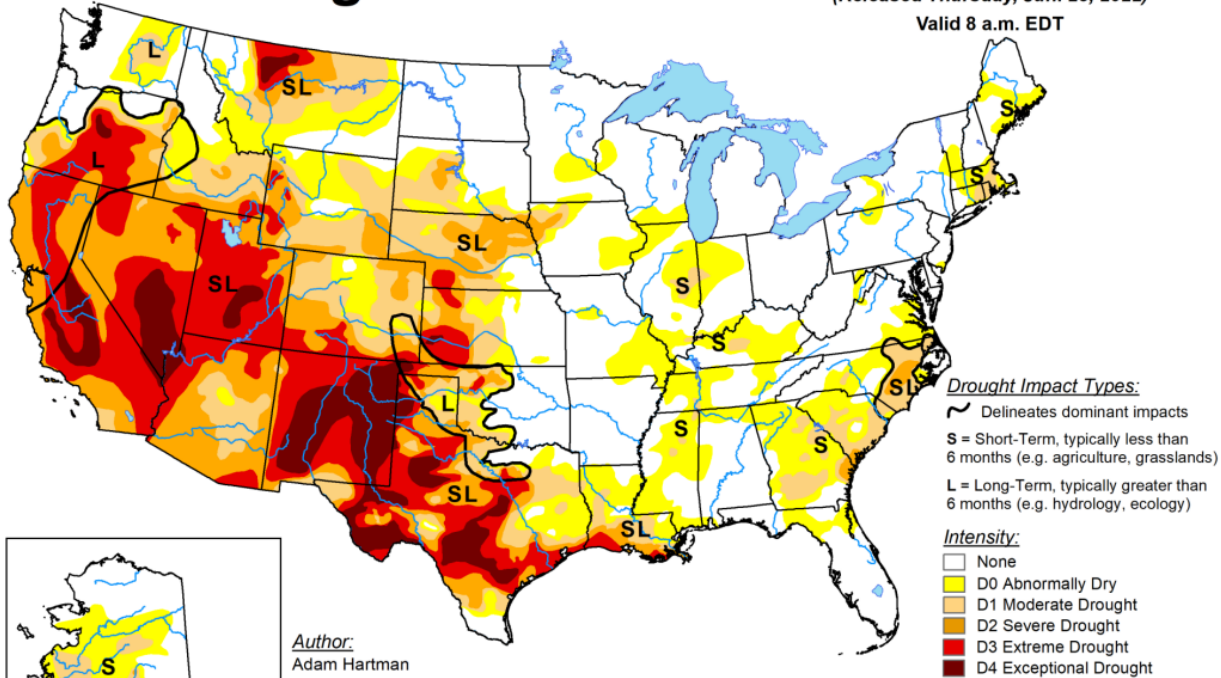 Valid 8 a.m. EDT
L
SL
S
L
S
SL
SL
S
S
SL
L
S
S
SL
SL
S
Drought Impact Types:
Delineates dominant impacts
S = Short-Term, typically less than
6 months (e.g. agriculture, grasslands)
L = Long-Term, typically greater than
6 months (e.g. hydrology, ecology)
Intensity:
None
D0 Abnormally Dry
D1 Moderate Drought
D2 Severe Drought
D3 Extreme Drought
D4 Exceptional Drought
Author:
Adam Hartman